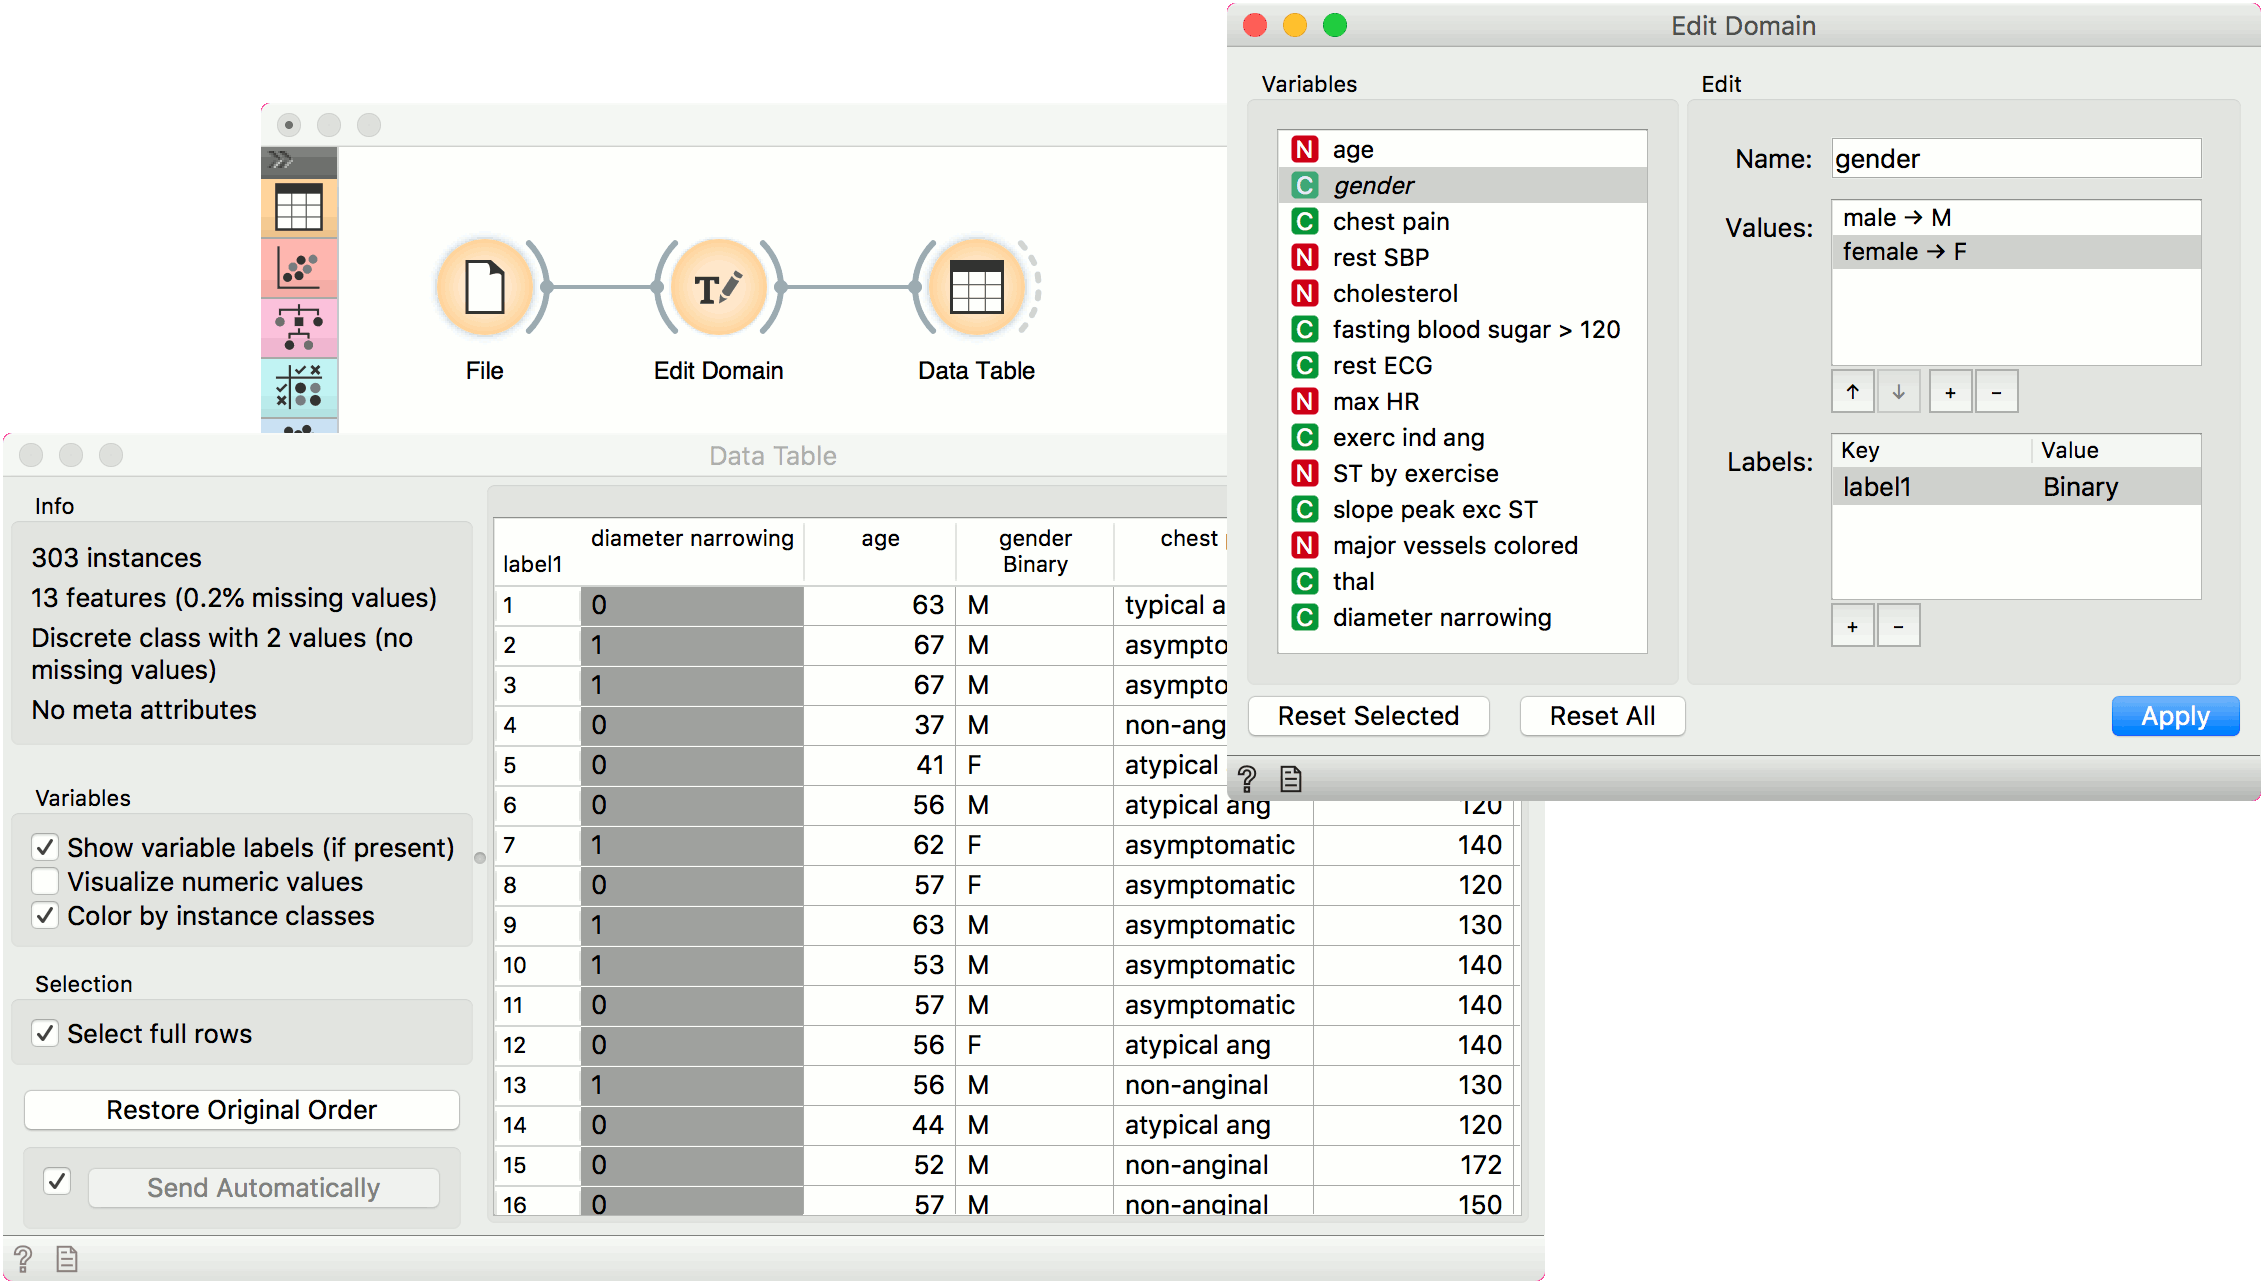 Edit Domain
Variables
N age
C gender
C chest pain
N rest SBP
N cholesterol
C fasting blood sugar > 120
C rest ECG
N max HR
C exerc ind ang
N ST by exercise
C slope peak exc ST
N major vessels colored
C thal
C diameter narrowing
Reset Selected Reset All
Edit
Name: gender
Values: male → M
female → F
↑ ↓ + -
Labels: Key Value
label1 Binary
+ -
Apply
?
File Edit Domain Data Table
T
Data Table
Info
303 instances
13 features (0.2% missing values)
Discrete class with 2 values (no
missing values)
No meta attributes
Variables
Show variable labels (if present)
Visualize numeric values
Color by instance classes
Selection
Select full rows
Restore Original Order
Send Automatically
?
diameter narrowing age gender chest
label1 Binary
1 0 63 M typical a
2 1 67 M asympto
3 1 67 M asympto
4 0 37 M non-ang
5 0 41 F atypical
6 0 56 M atypical ang 120
7 1 62 F asymptomatic 140
8 0 57 F asymptomatic 120
9 1 63 M asymptomatic 130
10 1 53 M asymptomatic 140
11 0 57 M asymptomatic 140
12 0 56 F atypical ang 140
13 1 56 M non-anginal 130
14 0 44 M atypical ang 120
15 0 52 M non-anginal 172
16 0 57 M non-anginal 150